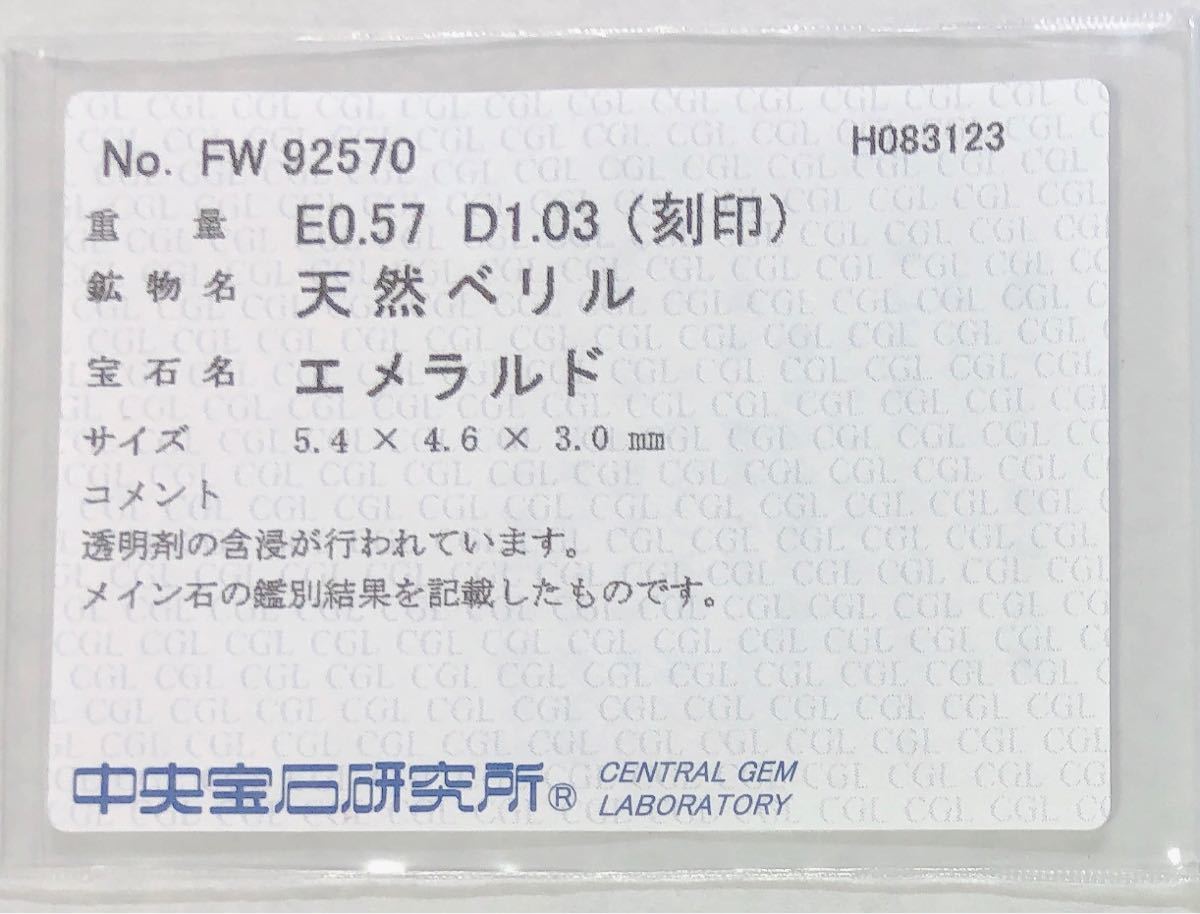 No. FW 92570
H083123
重量 E0.57 D1.03 (刻印)
鉱物名 天然ベリル
宝石名 エメラルド
サイズ 5.4 × 4.6 × 3.0 mm
コメント
透明剤の含浸が行われています。
メイン石の鑑別結果を記載したものです。
中央宝石研究所® CENTRAL GEM
LABORATORY